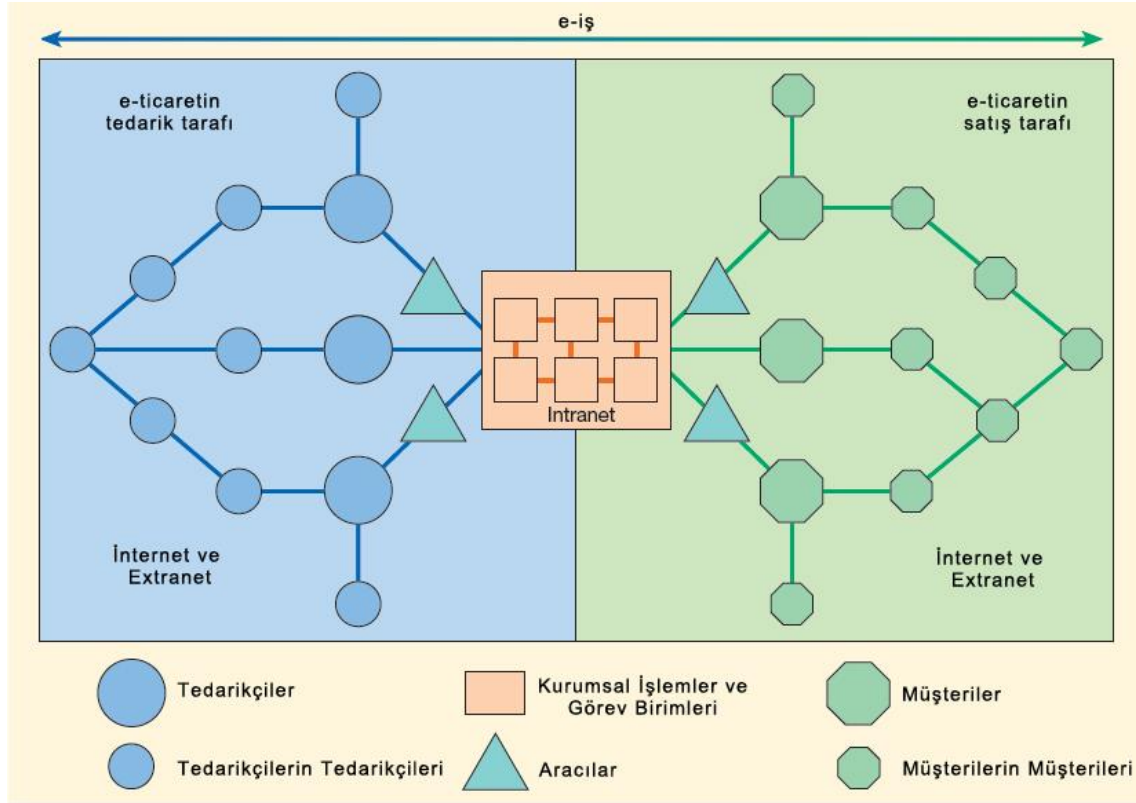 e-iş
e-ticaretin
tedarik tarafı
e-ticaretin
satış tarafı
Intranet
İnternet ve
Extranet
İnternet ve
Extranet
Tedarikçiler
Kurumsal İşlemler ve
Görev Birimleri
Müşteriler
Tedarikçilerin Tedarikçileri
Aracılar
Müşterilerin Müşterileri